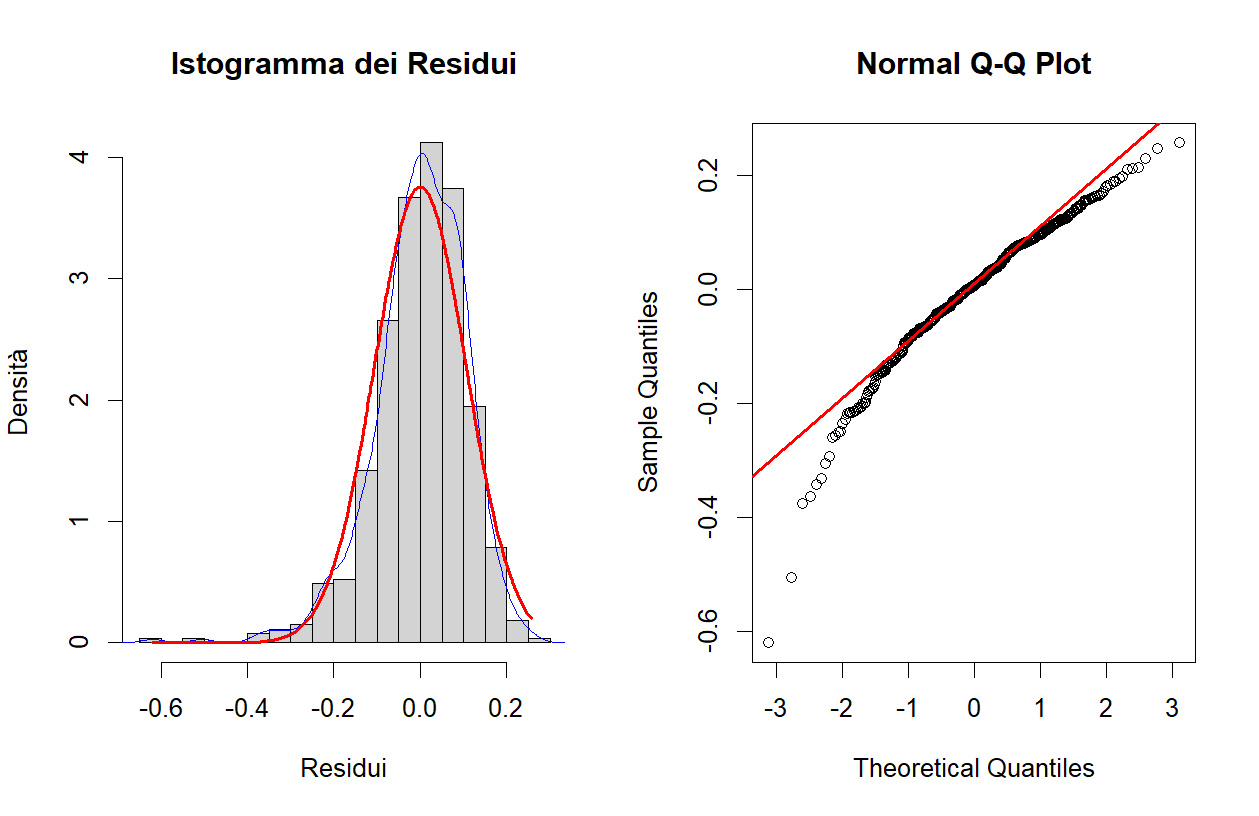 Istogramma dei Residui
Densità
4
3
2
1
0
-0.6 -0.4 -0.2 0.0 0.2
Residui
Normal Q-Q Plot
Sample Quantiles
0.2
0.0
-0.2
-0.4
-0.6
-3 -2 -1 0 1 2 3
Theoretical Quantiles